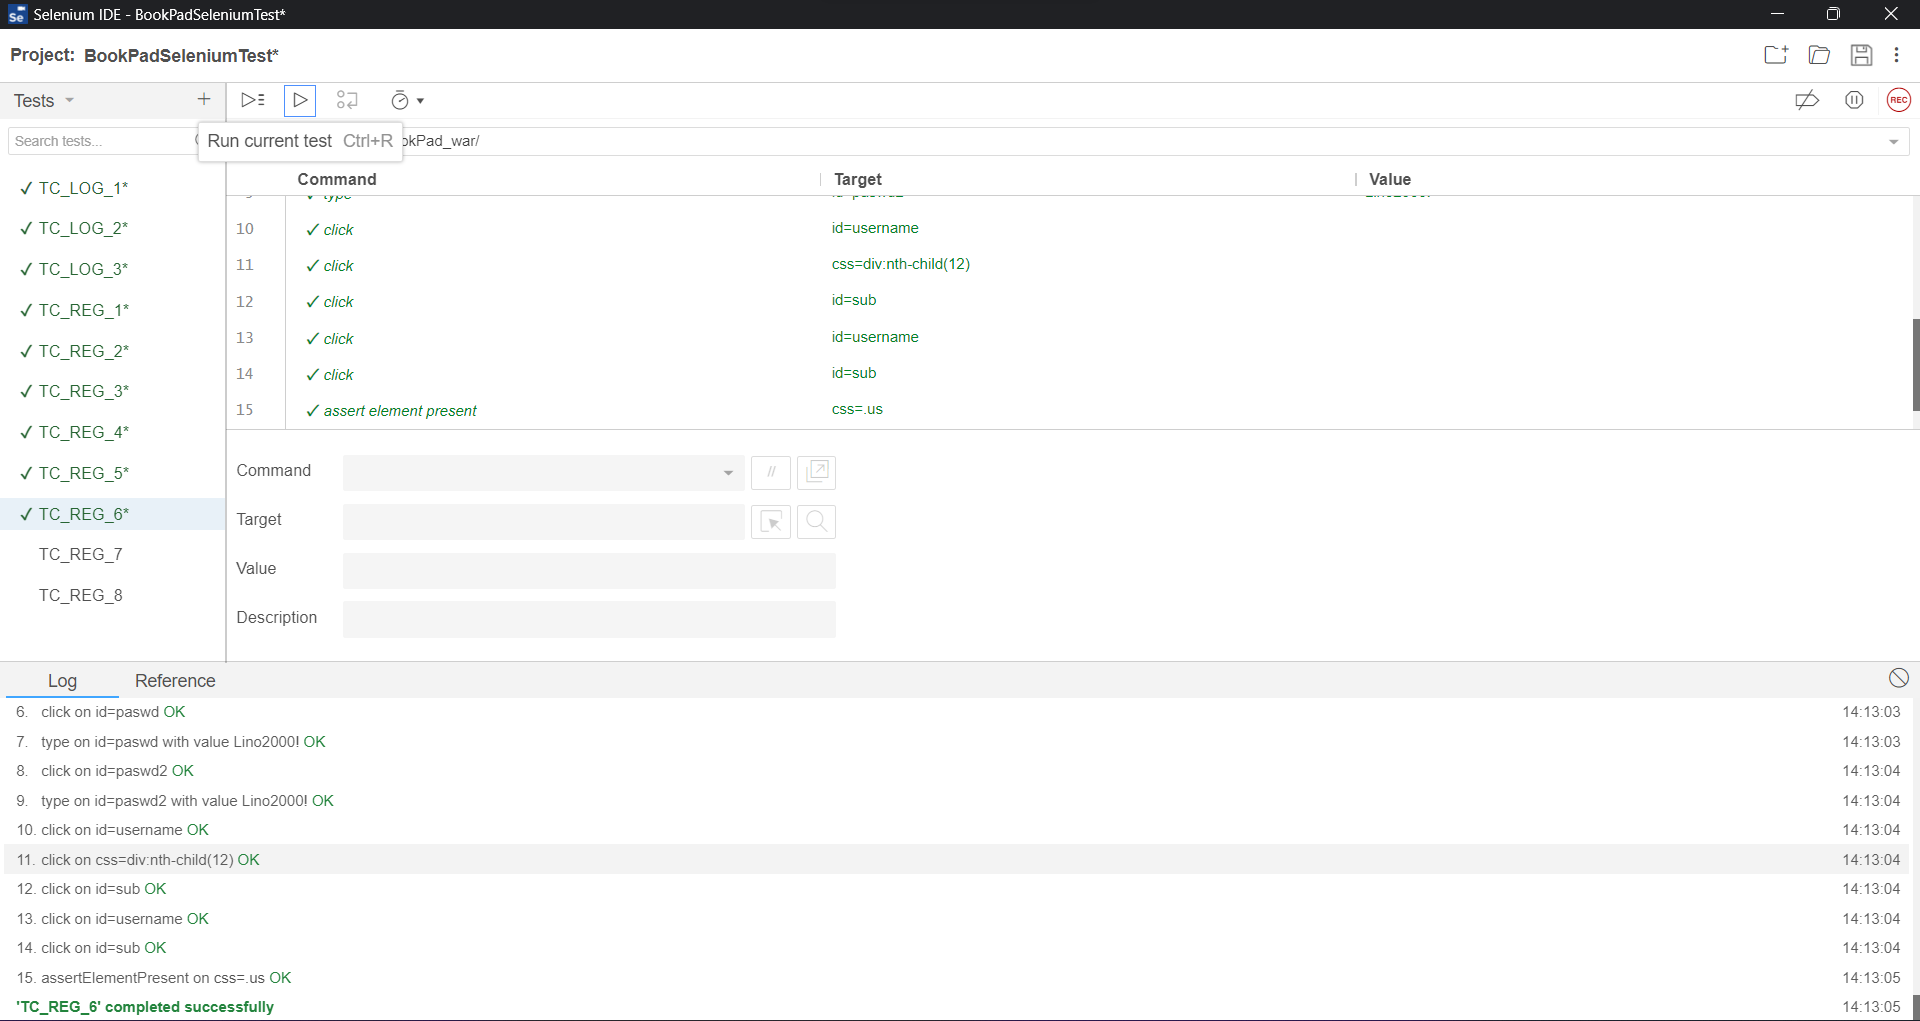 Selenium IDE - BookPadSeleniumTest*
Project: BookPadSeleniumTest*
Tests
REC
Search tests...
Run current test Ctrl+R
okPad_war/
Command Target Value
TC_LOG_1*
TC_LOG_2*
TC_LOG_3*
TC_REG_1*
TC_REG_2*
TC_REG_3*
TC_REG_4*
TC_REG_5*
TC_REG_6*
TC_REG_7
TC_REG_8
10 ✓ click id=username
11 ✓ click css=div:nth-child(12)
12 ✓ click id=sub
13 ✓ click id=username
14 ✓ click id=sub
15 ✓ assert element present css=.us
Command //
Target
Value
Description
Log Reference
6. click on id=paswd OK 14:13:03
7. type on id=paswd with value Lino2000! OK 14:13:03
8. click on id=paswd2 OK 14:13:04
9. type on id=paswd2 with value Lino2000! OK 14:13:04
10. click on id=username OK 14:13:04
11. click on css=div:nth-child(12) OK 14:13:04
12. click on id=sub OK 14:13:04
13. click on id=username OK 14:13:04
14. click on id=sub OK 14:13:04
15. assertElementPresent on css=.us OK 14:13:05
'TC_REG_6' completed successfully 14:13:05